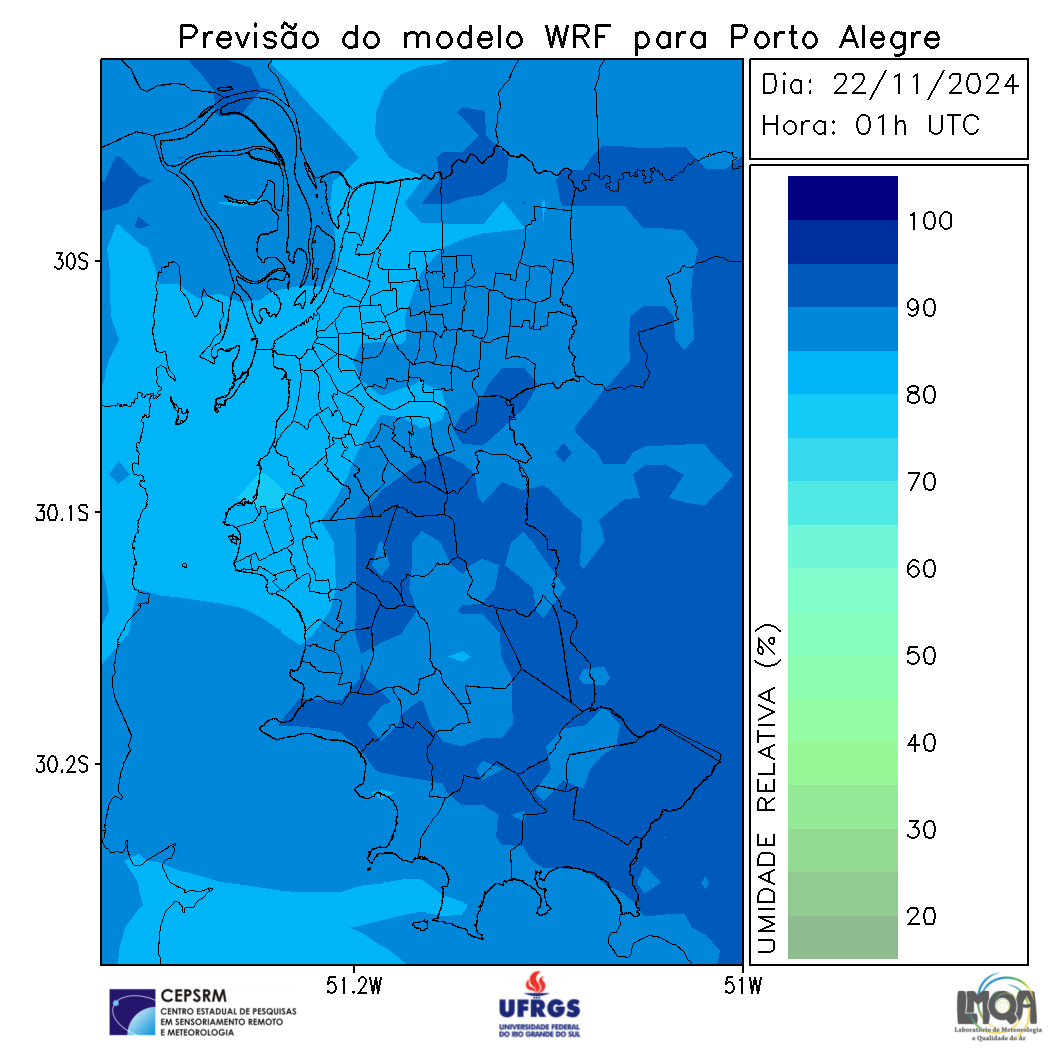 Previsão do modelo WRF para Porto Alegre
Dia: 22/11/2024
Hora: 01h UTC
30S
30.1S
30.2S
51.2W
51W
UMIDADE RELATIVA (%)
100
90
80
70
60
50
40
30
20
CEPSRM
CENTRO ESTADUAL DE PESQUISAS
EM SENSORIAMENTO REMOTO
E METEOROLOGIA
UFRGS
UNIVERSIDADE FEDERAL
DO RIO GRANDE DO SUL
LMQA
Laboratório de Meteorologia
e Qualidade do Ar